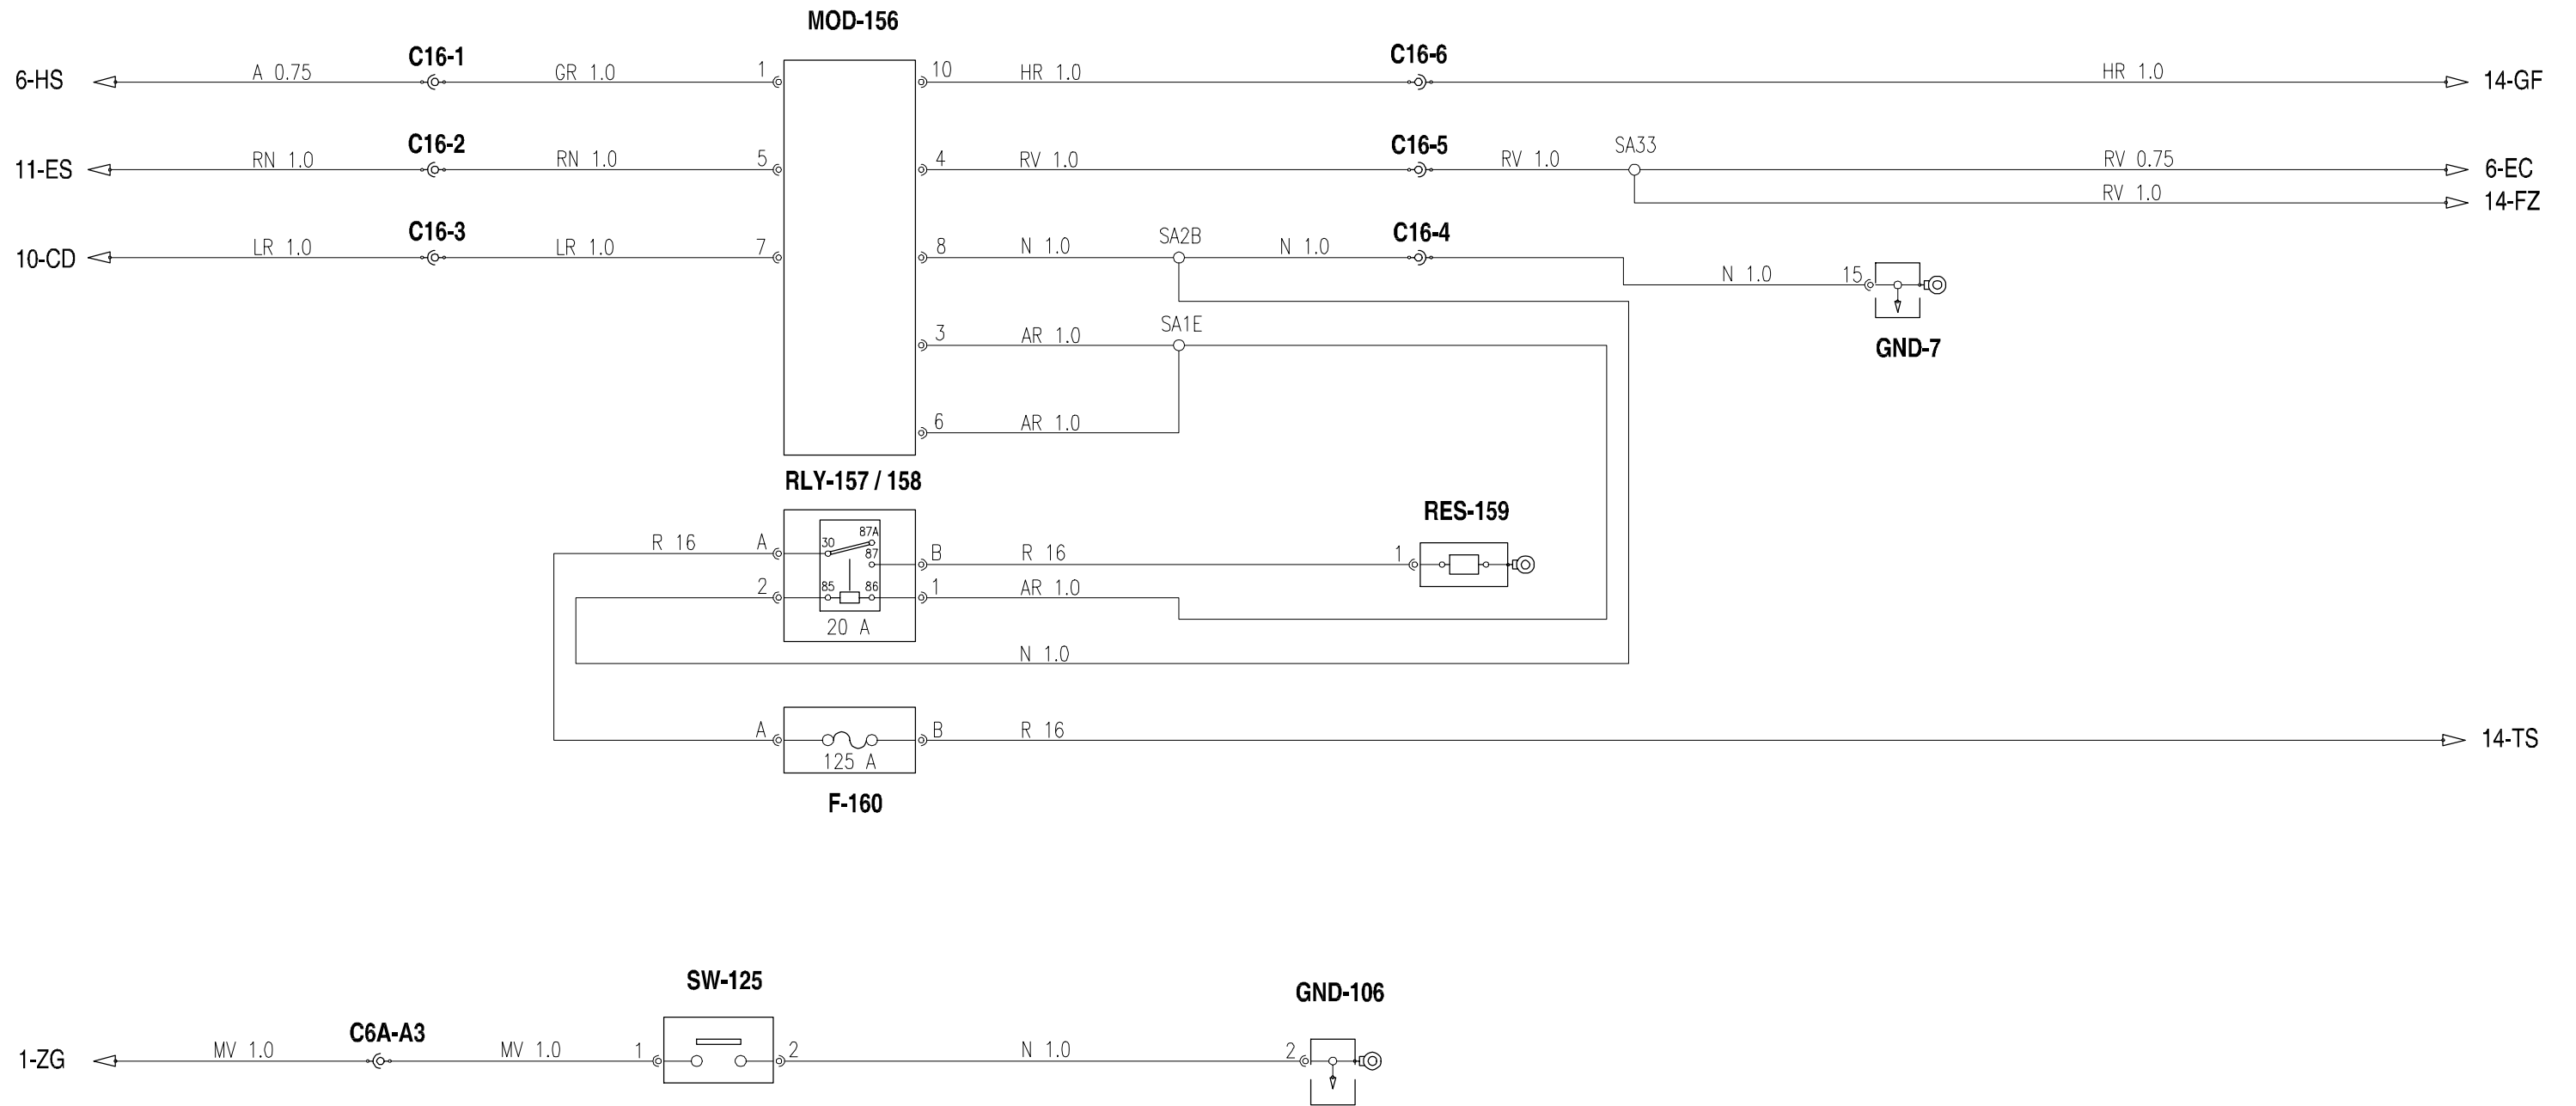 MOD-156
C16-1
C16-6
6-HS
A 0.75
GR 1.0
1
10
HR 1.0
HR 1.0
14-GF
C16-2
C16-5
SA33
11-ES
RN 1.0
RN 1.0
5
4
RV 1.0
RV 1.0
RV 0.75
6-EC
RV 1.0
14-FZ
C16-3
SA2B
C16-4
10-CD
LR 1.0
LR 1.0
7
8
N 1.0
N 1.0
N 1.0
15
GND-7
3
AR 1.0
SA1E
6
AR 1.0
RLY-157 / 158
RES-159
R 16
A
30
87A
87
B
R 16
1
2
85
86
1
AR 1.0
20 A
N 1.0
A
B
R 16
14-TS
125 A
F-160
SW-125
GND-106
C6A-A3
1-ZG
MV 1.0
MV 1.0
1
2
N 1.0
2